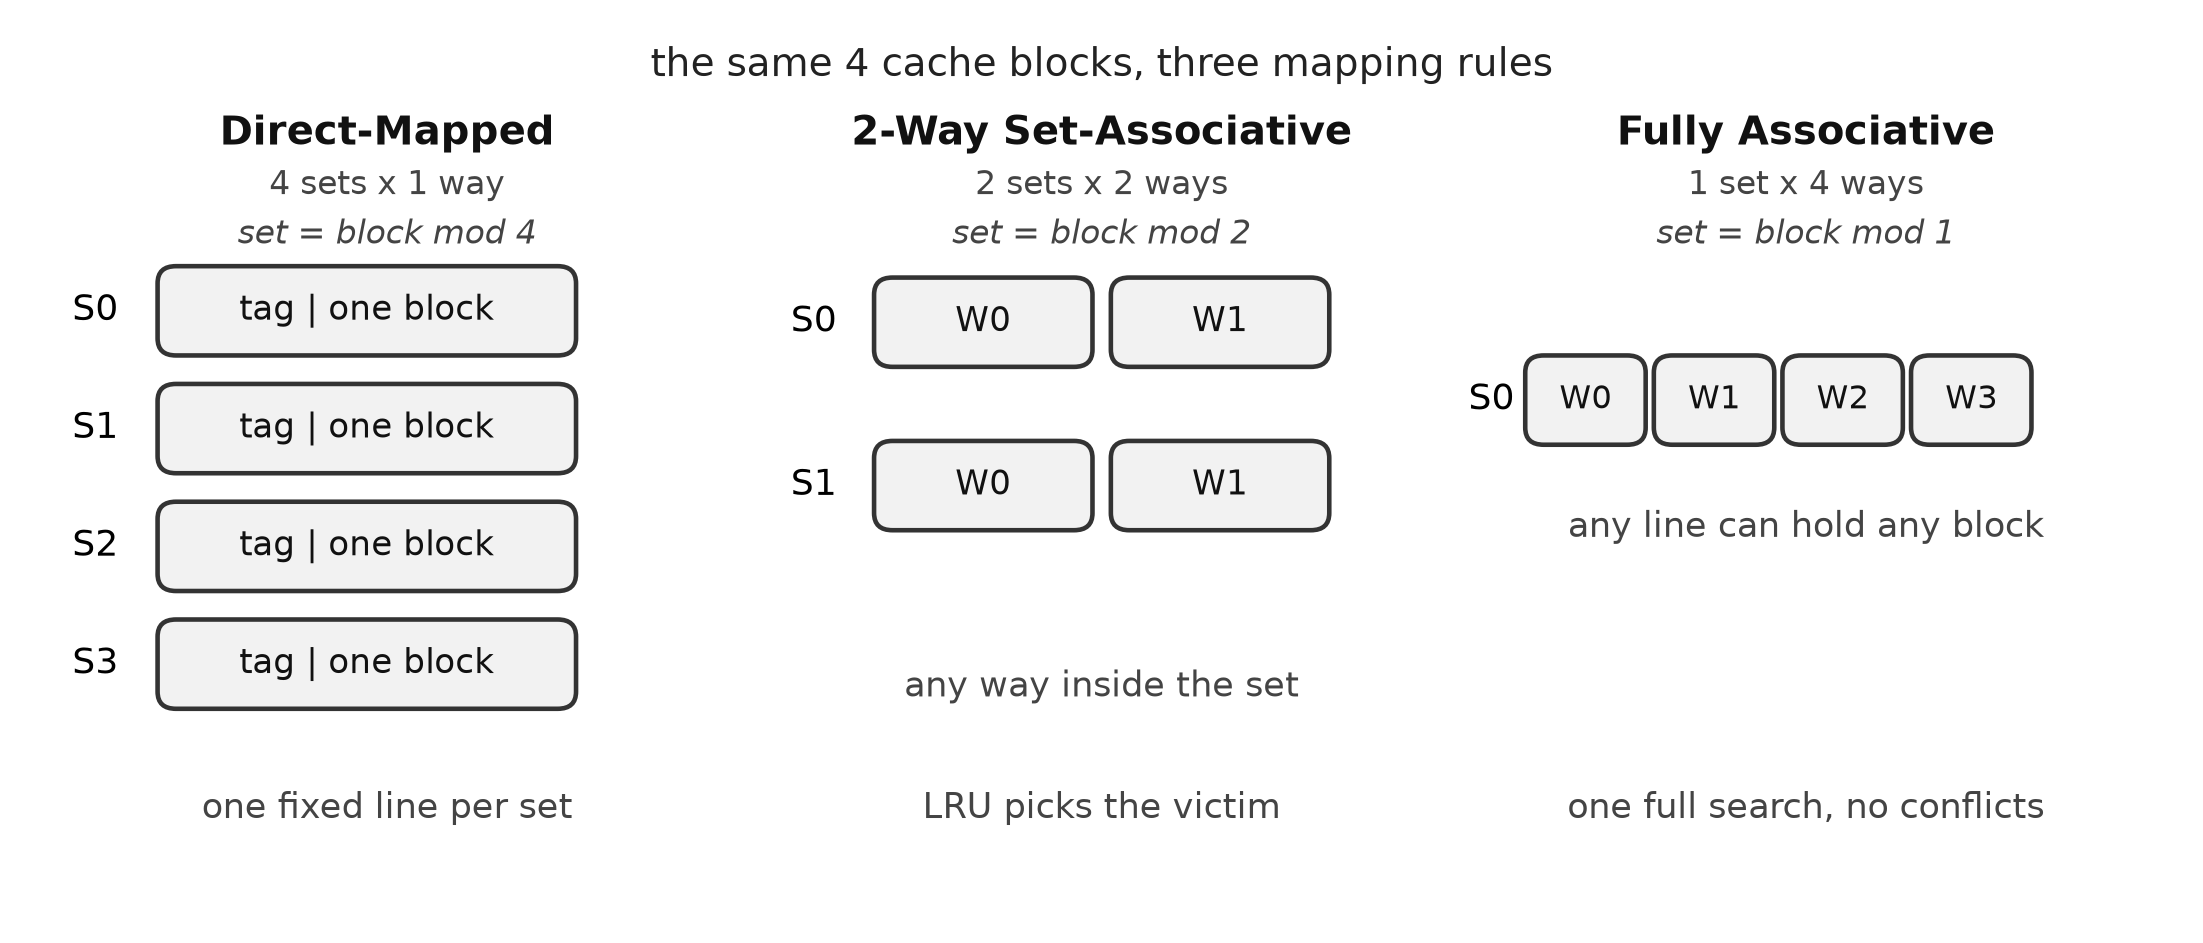 the same 4 cache blocks, three mapping rules
Direct-Mapped
4 sets x 1 way
set = block mod 4
S0
tag | one block
S1
tag | one block
S2
tag | one block
S3
tag | one block
one fixed line per set
2-Way Set-Associative
2 sets x 2 ways
set = block mod 2
S0 W0 W1
S1 W0 W1
any way inside the set
LRU picks the victim
Fully Associative
1 set x 4 ways
set = block mod 1
S0 W0 W1 W2 W3
any line can hold any block
one full search, no conflicts